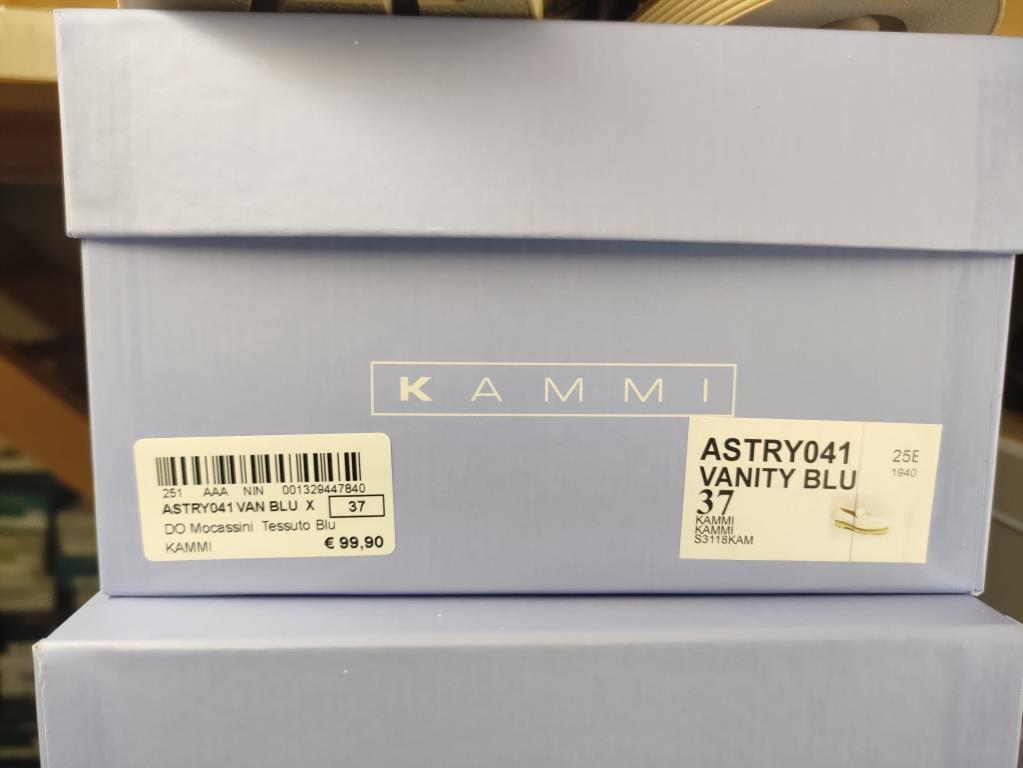 KAMMI
251 AAA NIN 001329447840
ASTRY041 VAN BLU X 37
DO Mocassini Tessuto Blu
KAMMI € 99,90
ASTRY041 25E
VANITY BLU 1940
37
KAMMI
KAMMI
S3118KAM